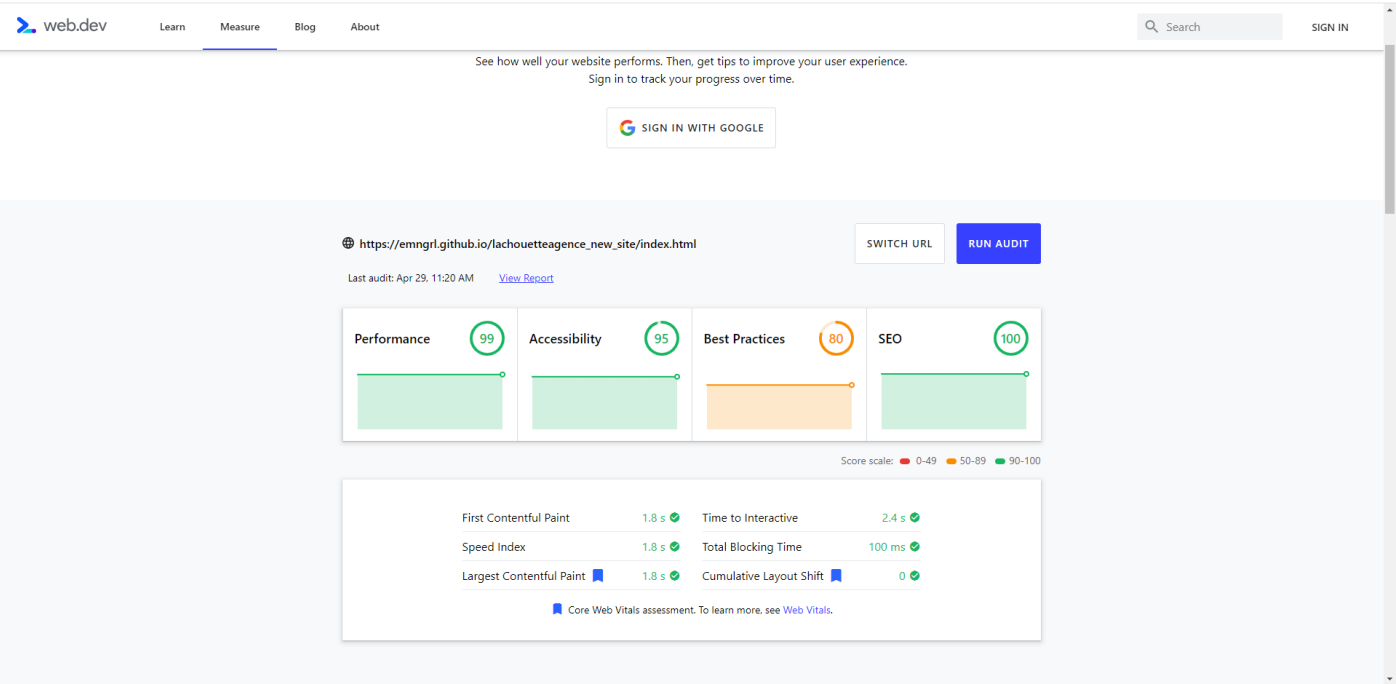 web.dev Learn Measure Blog About Search SIGN IN
See how well your website performs. Then, get tips to improve your user experience.
Sign in to track your progress over time.
SIGN IN WITH GOOGLE
https://emngrl.github.io/lachouetteagence_new_site/index.html SWITCH URL RUN AUDIT
Last audit: Apr 29, 11:20 AM View Report
Performance 99 Accessibility 95 Best Practices 80 SEO 100
Score scale: 0-49 50-89 90-100
First Contentful Paint 1.8 s Time to Interactive 2.4 s
Speed Index 1.8 s Total Blocking Time 100 ms
Largest Contentful Paint 1.8 s Cumulative Layout Shift 0
Core Web Vitals assessment. To learn more, see Web Vitals.